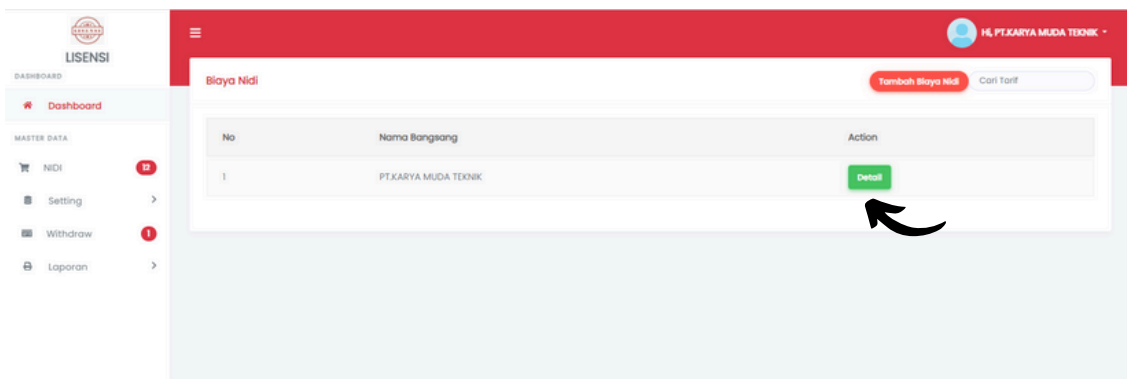 LISENSI
DASHBOARD
Dashboard
MASTER DATA
NIDI 12
Setting
Withdraw 1
Laporan
Hi, PT.KARYA MUDA TEKNIK
Biaya Nidi
Tambah Biaya Nidi
Cari Tarif
No Nama Bangsang Action
1 PT.KARYA MUDA TEKNIK Detail